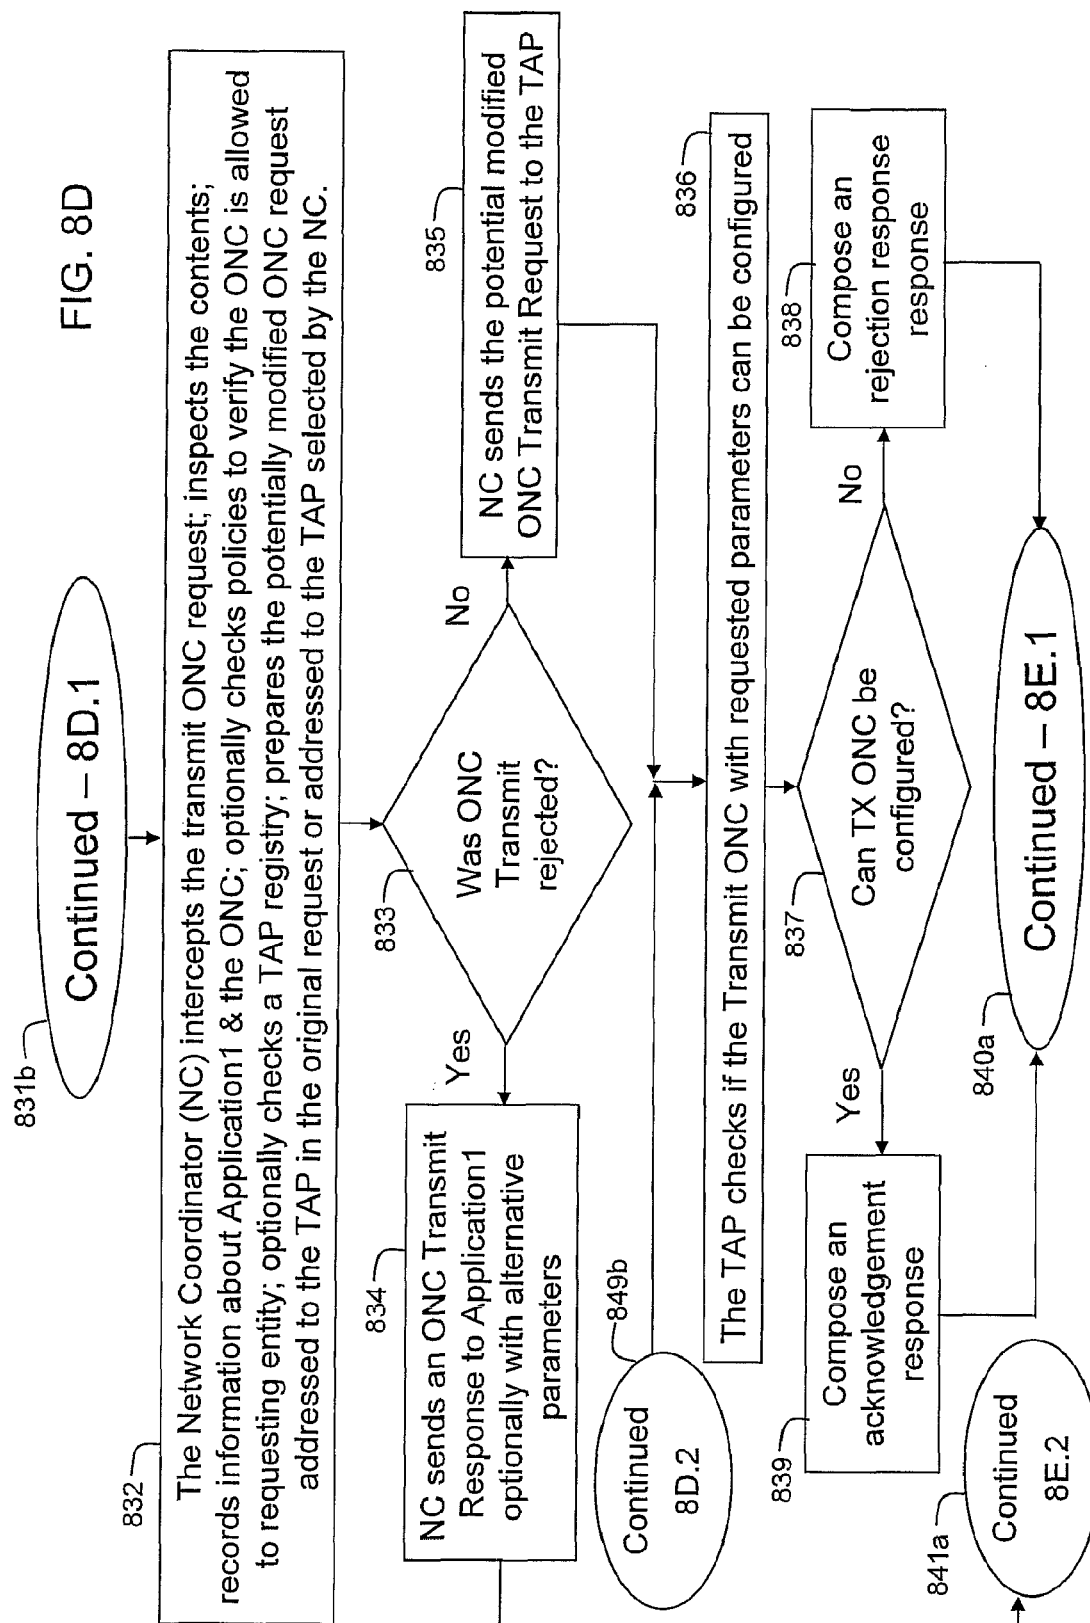 FIG. 8D
831b
Continued – 8D.1
832
The Network Coordinator (NC) intercepts the transmit ONC request; inspects the contents;
records information about Application1 & the ONC; optionally checks policies to verify the ONC is allowed
to requesting entity; optionally checks a TAP registry; prepares the potentially modified ONC request
addressed to the TAP in the original request or addressed to the TAP selected by the NC.
833
Was ONC
Transmit
rejected?
Yes
No
834
NC sends an ONC Transmit
Response to Application1
optionally with alternative
parameters
835
NC sends the potential modified
ONC Transmit Request to the TAP
849b
Continued
8D.2
836
The TAP checks if the Transmit ONC with requested parameters can be configured
837
Can TX ONC be
configured?
Yes
No
839
Compose an
acknowledgement
response
838
Compose an
rejection response
response
841a
Continued
8E.2
840a
Continued – 8E.1